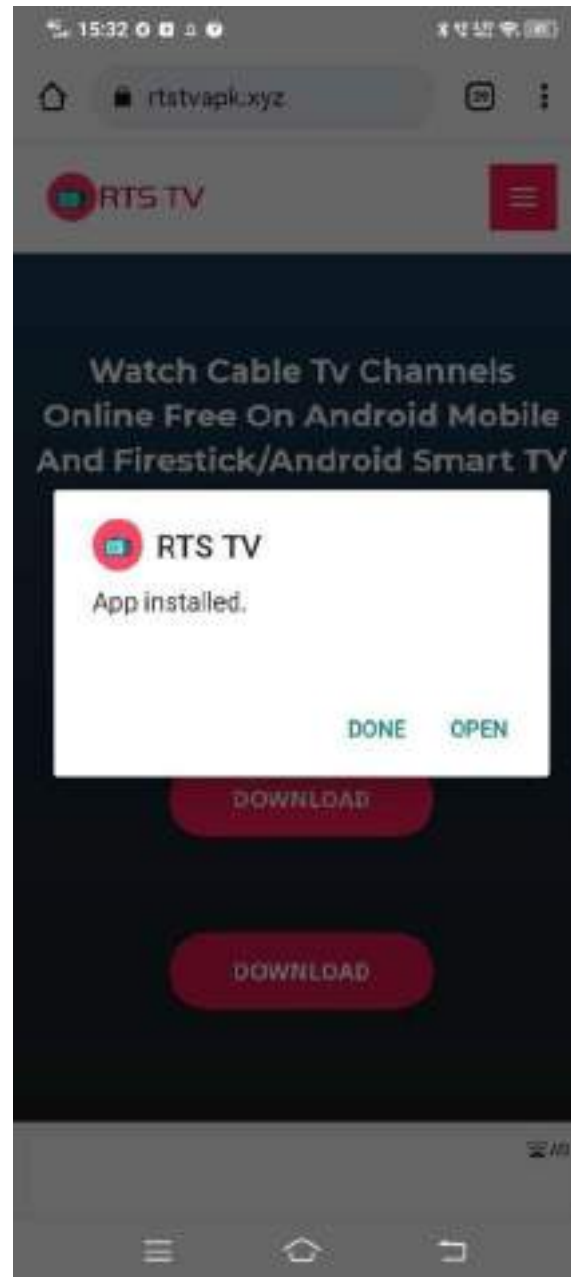 15:32
rtstvapk.xyz
RTS TV
Watch Cable Tv Channels
Online Free On Android Mobile
And Firestick/Android Smart TV
RTS TV
App installed.
DONE OPEN
DOWNLOAD
DOWNLOAD